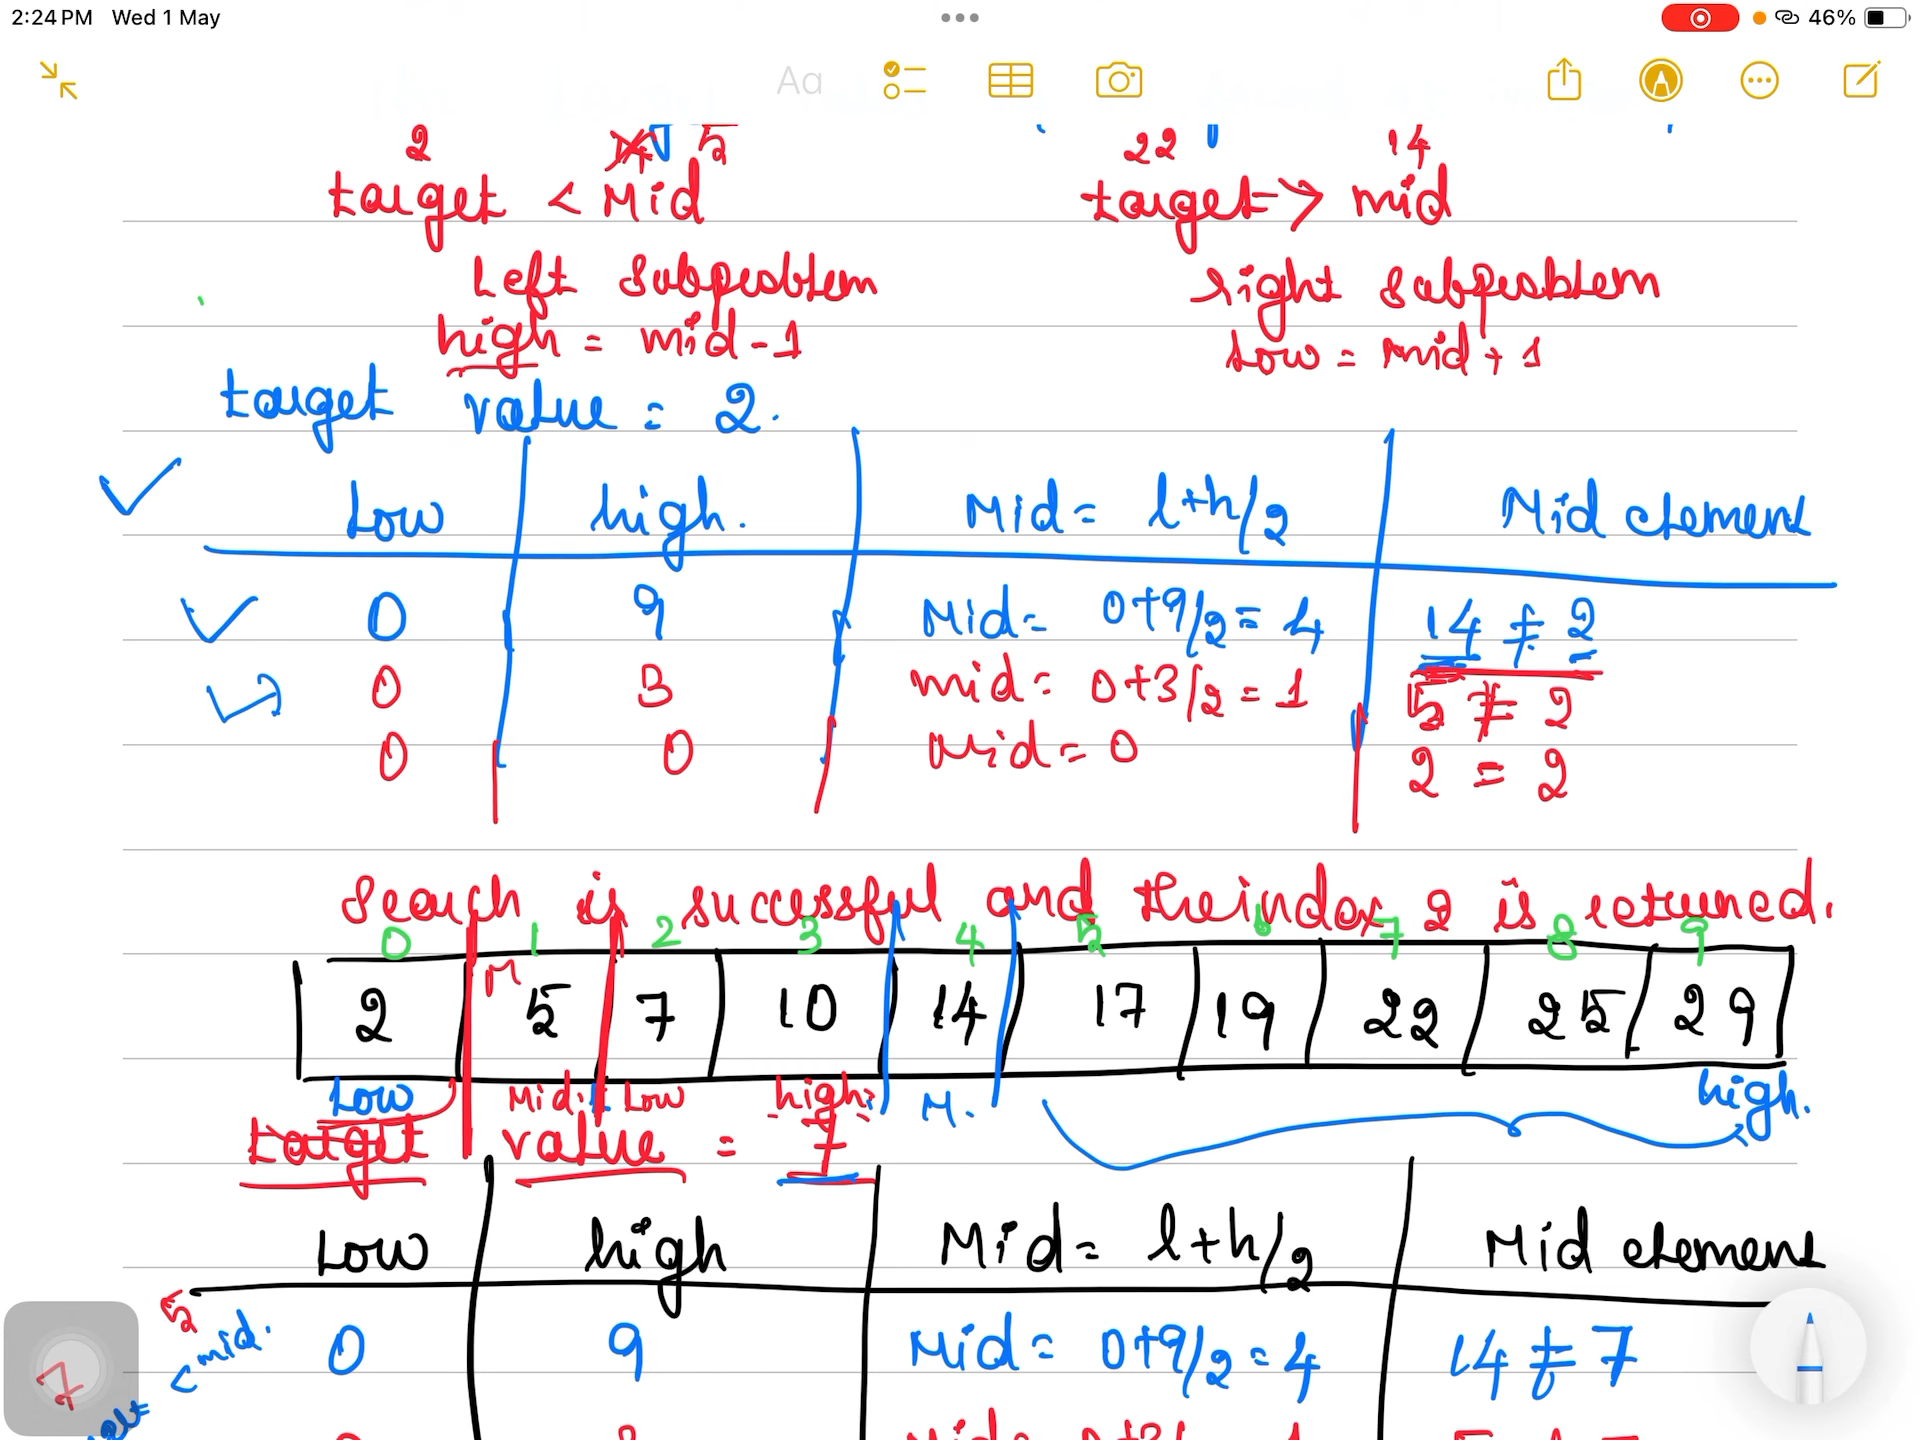 2:24 PM Wed 1 May
46%
Aa
2 14 5 22 14
target < Mid target > mid
Left subproblem right subproblem
high = mid - 1 Low = mid + 1
target value = 2.
Low high. Mid = l+h/2 Mid element
0 9 Mid = 0+9/2 = 4 14 ≠ 2
0 3 mid = 0+3/2 = 1 5 ≠ 2
0 0 Mid = 0 2 = 2
Search is successful and the index 2 is returned.
0 1 2 3 4 5 6 7 8 9
M
2 5 7 10 14 17 19 22 25 29
Low Mid Low high M. high.
target value = 7
Low high Mid = l+h/2 Mid element
5
< mid. 0 9 Mid = 0+9/2 = 4 14 ≠ 7
7